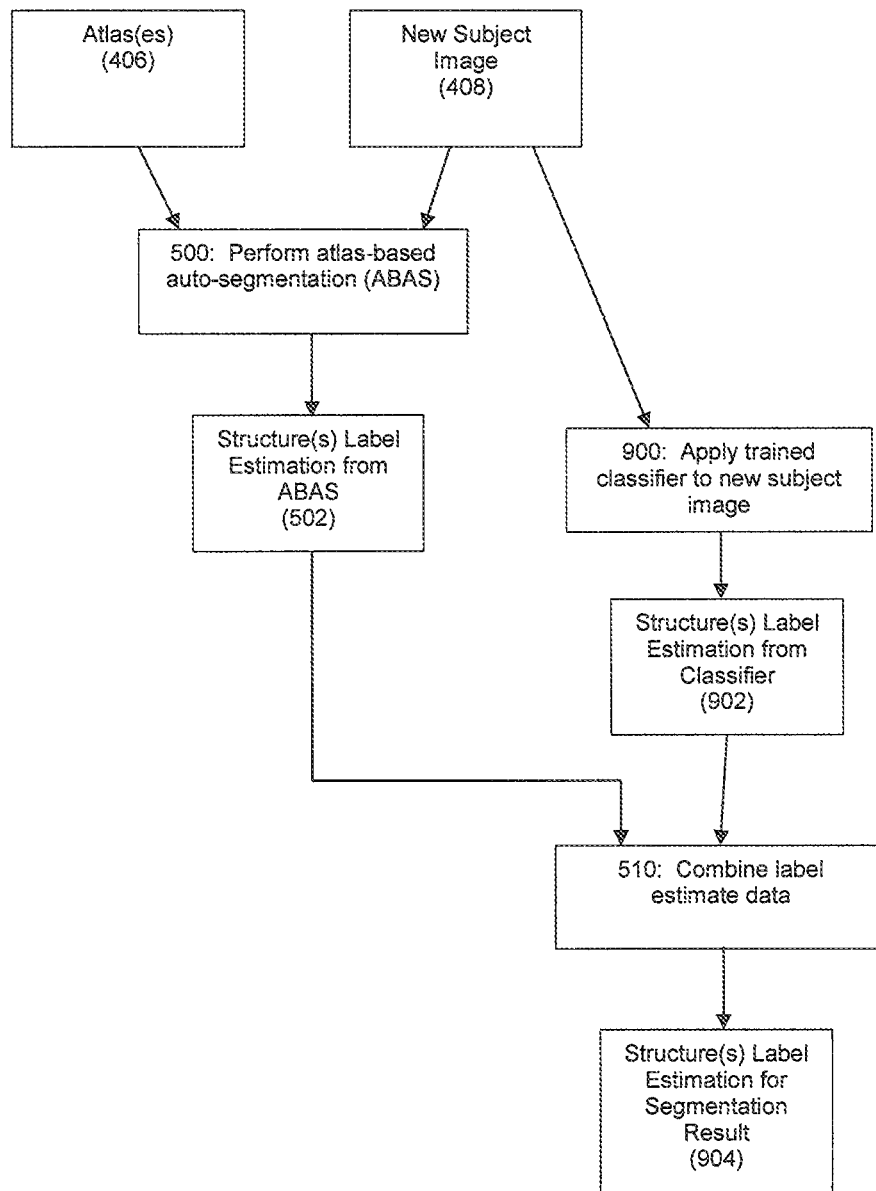 Atlas(es)
(406)
New Subject
Image
(408)
500: Perform atlas-based
auto-segmentation (ABAS)
Structure(s) Label
Estimation from
ABAS
(502)
900: Apply trained
classifier to new subject
image
Structure(s) Label
Estimation from
Classifier
(902)
510: Combine label
estimate data
Structure(s) Label
Estimation for
Segmentation
Result
(904)